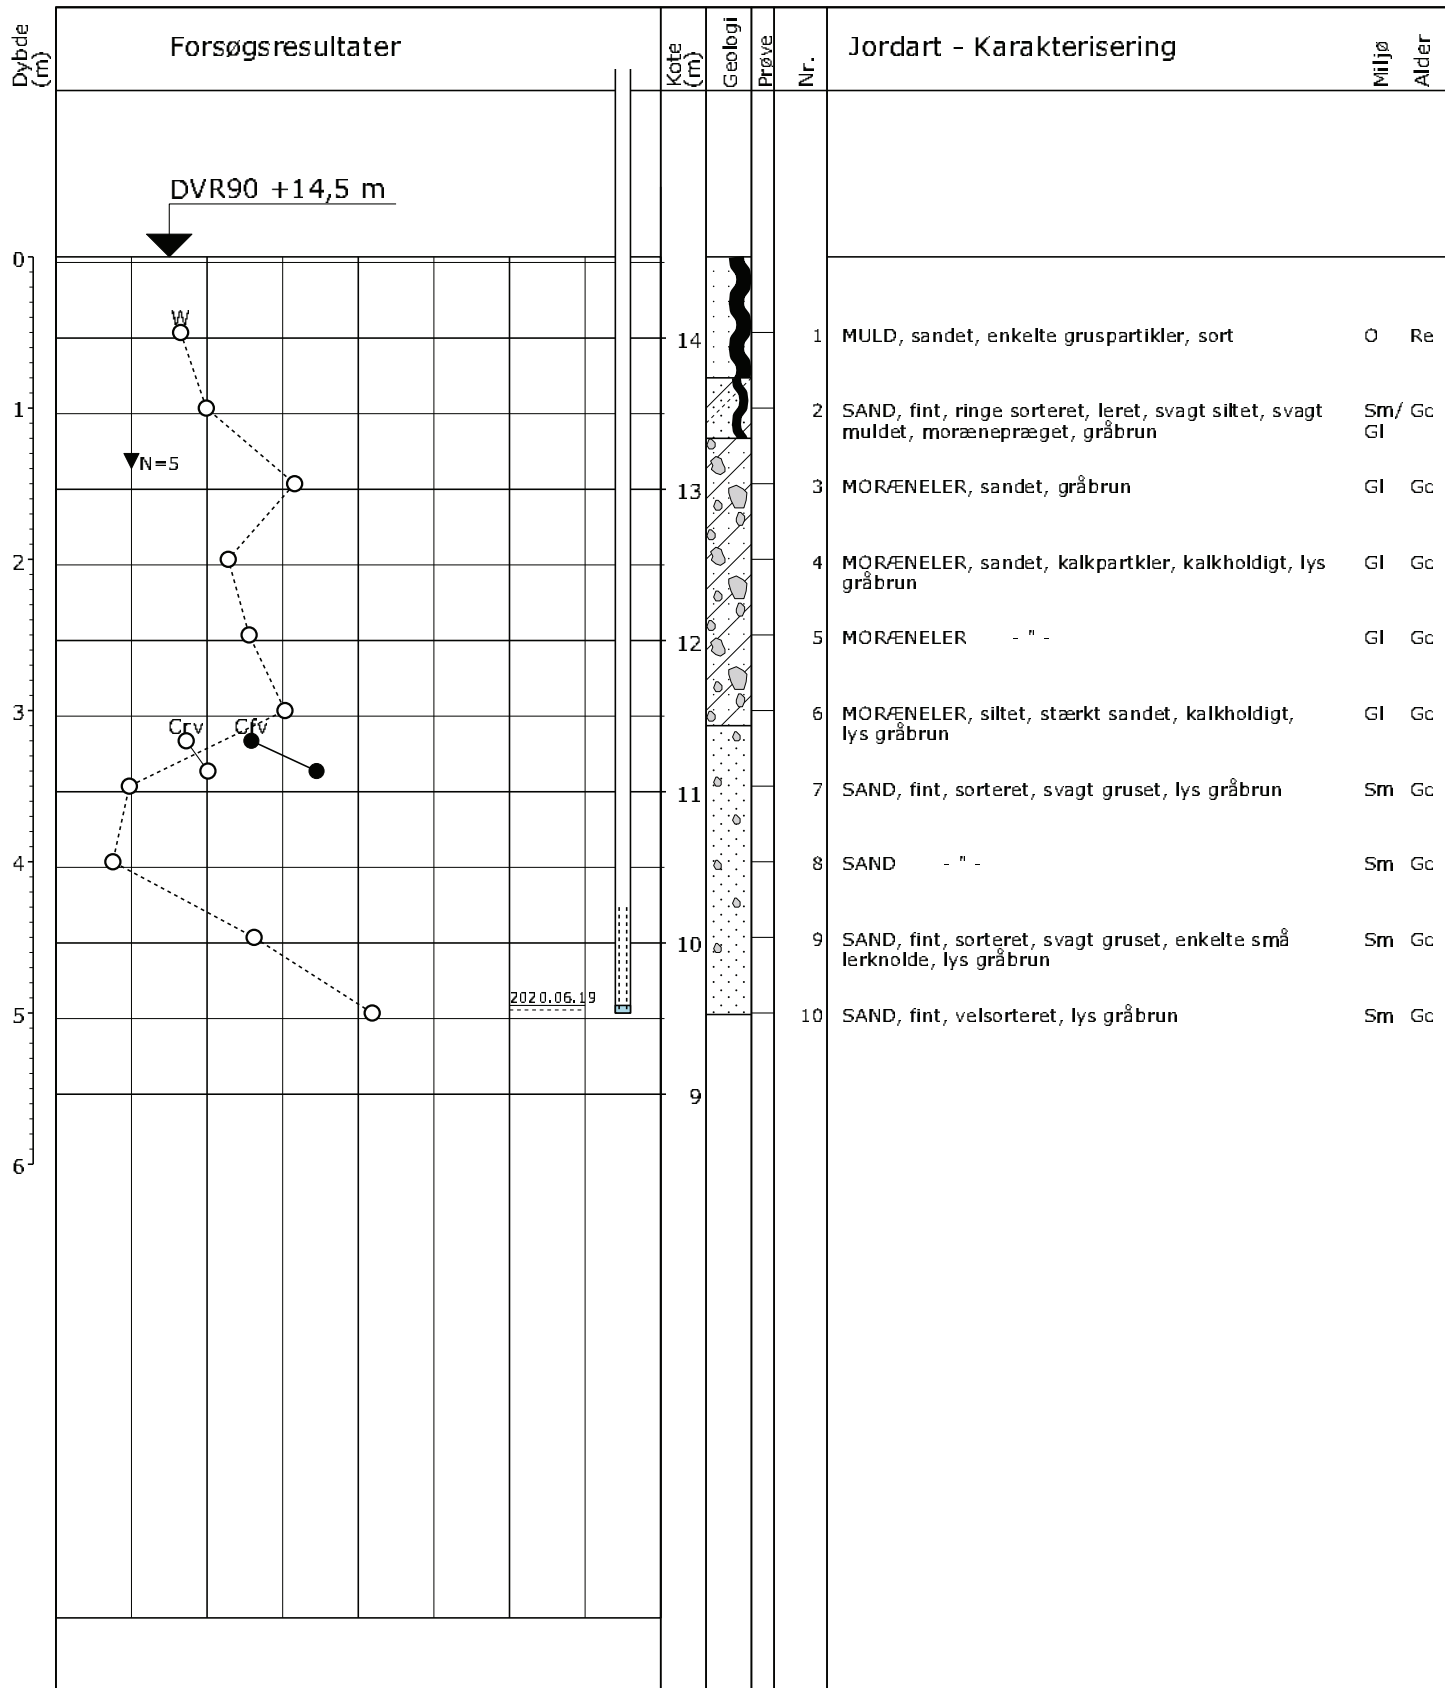 Dybde (m)
Forsøgsresultater
Kote (m)
Geologi
Prøve
Nr.
Jordart - Karakterisering
Miljø
Alder
DVR90 +14,5 m
0
W
14
1 MULD, sandet, enkelte gruspartikler, sort O Re
1
2 SAND, fint, ringe sorteret, leret, svagt siltet, svagt Sm/ Gc
muldet, morænepræget, gråbrun Gl
N=5
13
3 MORÆNELER, sandet, gråbrun Gl Gc
2
4 MORÆNELER, sandet, kalkpartkler, kalkholdigt, lys Gl Gc
gråbrun
12
5 MORÆNELER - " - Gl Gc
3
6 MORÆNELER, siltet, stærkt sandet, kalkholdigt, Gl Gc
lys gråbrun
Crv Cfv
11
7 SAND, fint, sorteret, svagt gruset, lys gråbrun Sm Gc
4
8 SAND - " - Sm Gc
10
9 SAND, fint, sorteret, svagt gruset, enkelte små Sm Gc
lerknolde, lys gråbrun
2020.06.19
5
10 SAND, fint, velsorteret, lys gråbrun Sm Gc
9
6